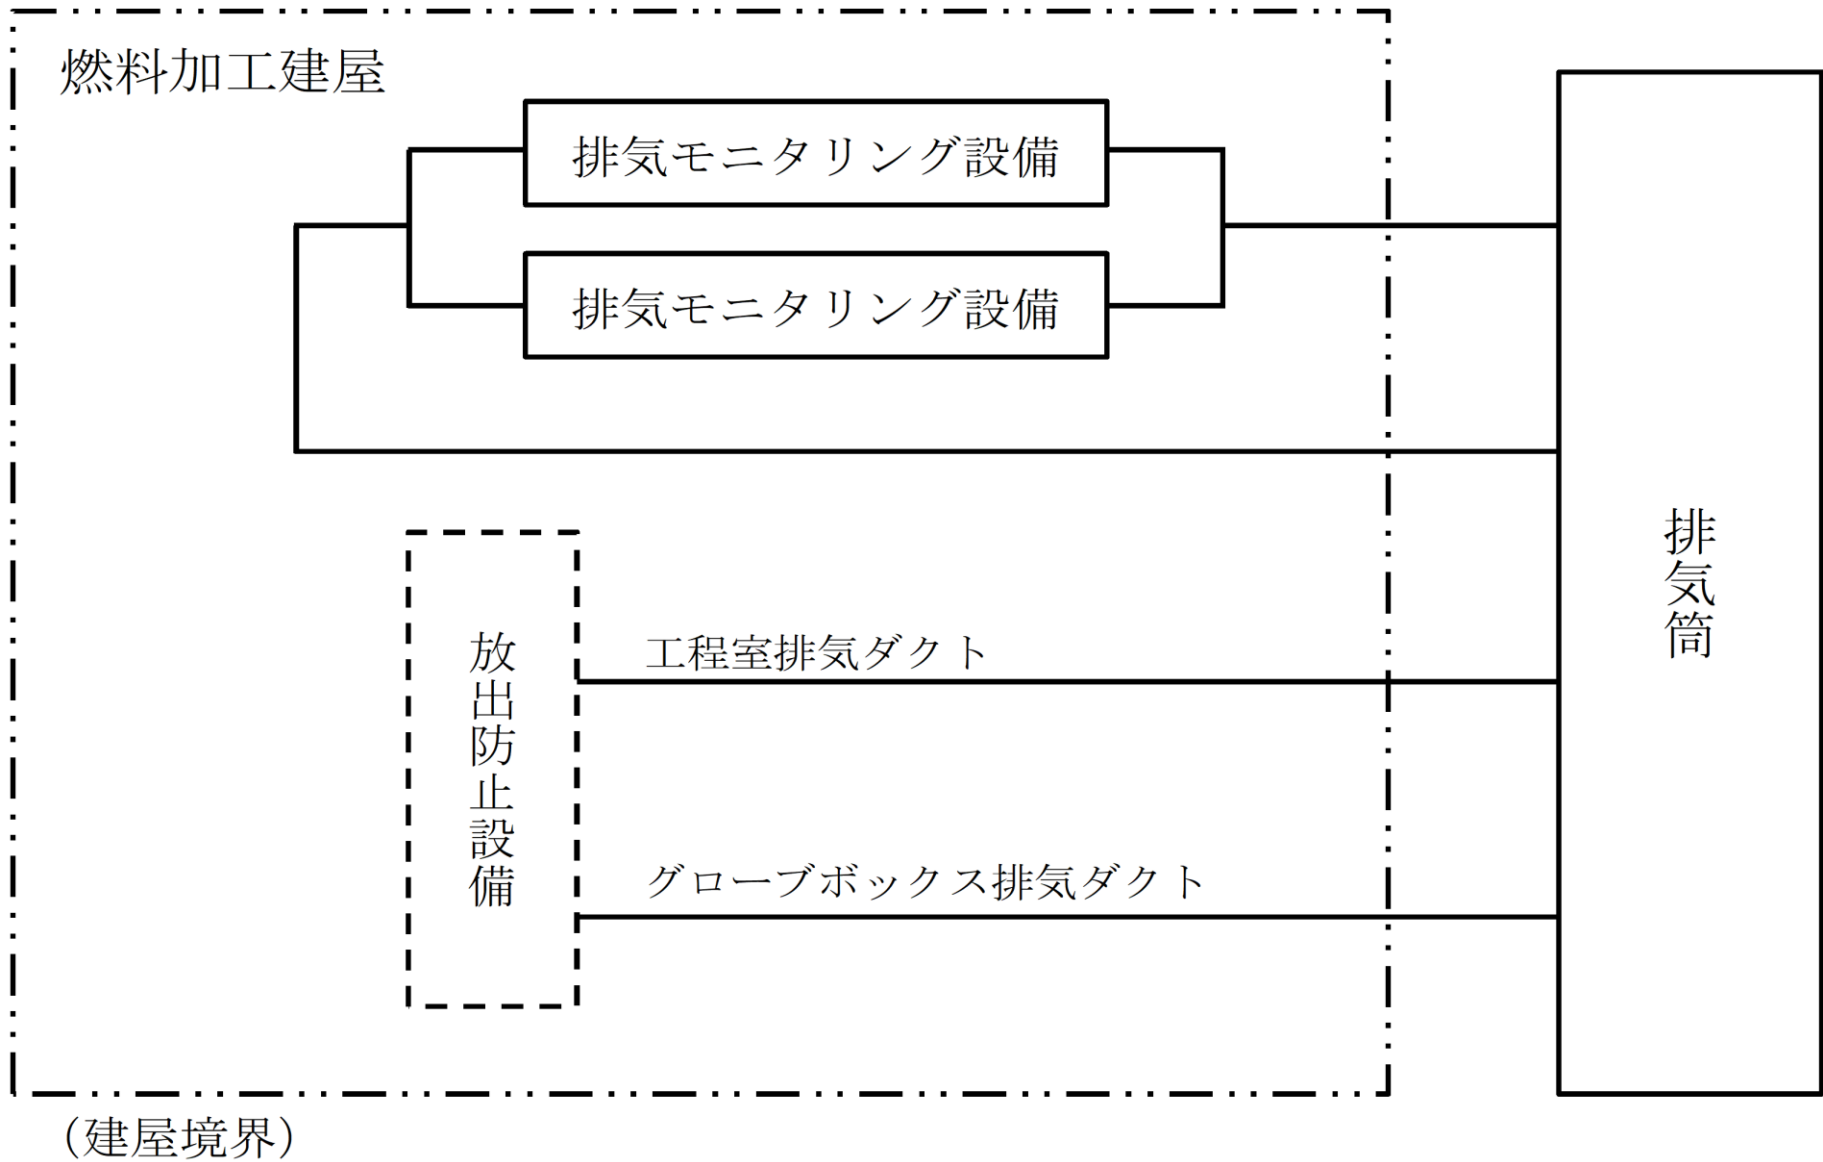 燃料加工建屋
排気モニタリング設備
排気モニタリング設備
排気筒
放出防止設備
工程室排気ダクト
グローブボックス排気ダクト
（建屋境界）